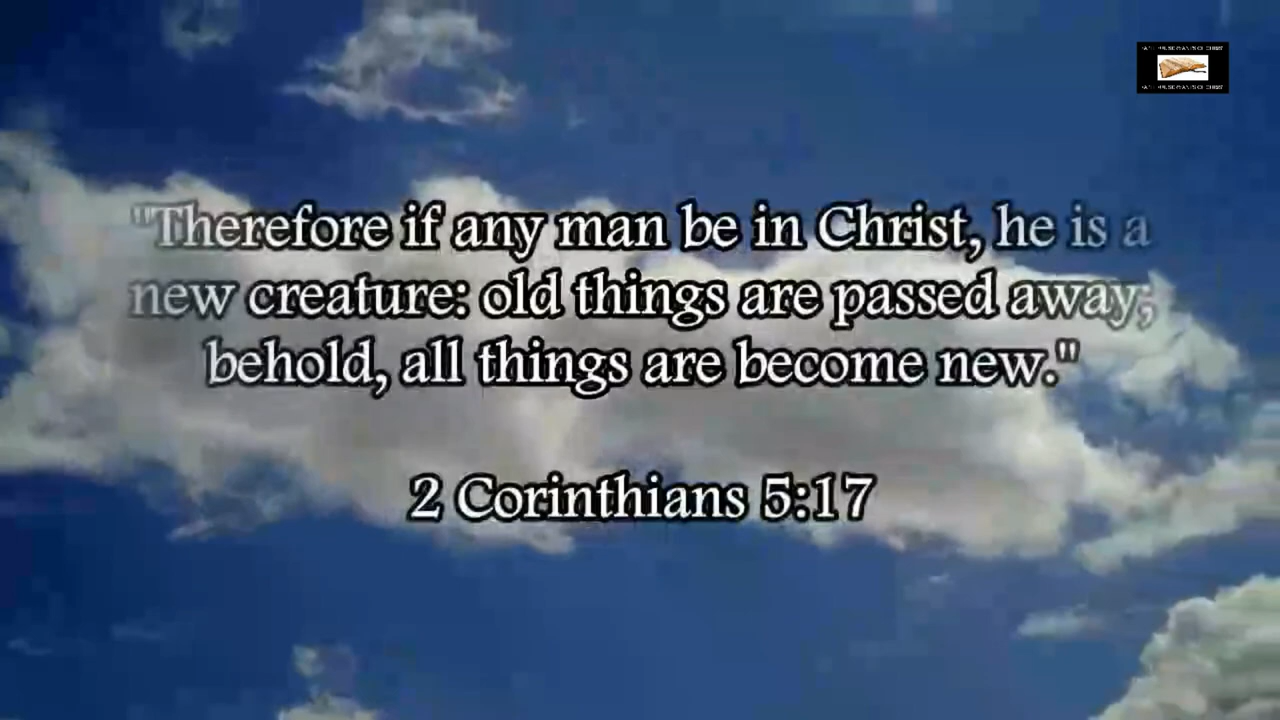 "Therefore if any man be in Christ, he is a
new creature: old things are passed away;
behold, all things are become new."
2 Corinthians 5:17